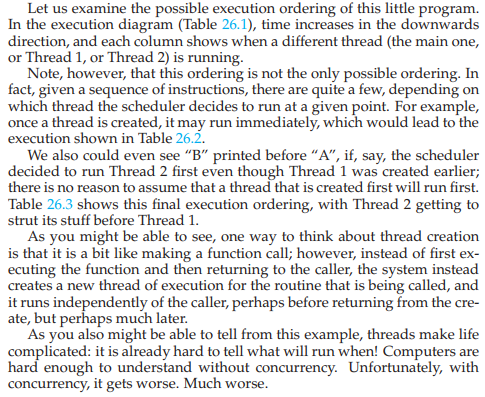 Let us examine the possible execution ordering of this little program.
In the execution diagram (Table 26.1), time increases in the downwards
direction, and each column shows when a different thread (the main one,
or Thread 1, or Thread 2) is running.
Note, however, that this ordering is not the only possible ordering. In
fact, given a sequence of instructions, there are quite a few, depending on
which thread the scheduler decides to run at a given point. For example,
once a thread is created, it may run immediately, which would lead to the
execution shown in Table 26.2.
We also could even see “B” printed before “A”, if, say, the scheduler
decided to run Thread 2 first even though Thread 1 was created earlier;
there is no reason to assume that a thread that is created first will run first.
Table 26.3 shows this final execution ordering, with Thread 2 getting to
strut its stuff before Thread 1.
As you might be able to see, one way to think about thread creation
is that it is a bit like making a function call; however, instead of first ex-
ecuting the function and then returning to the caller, the system instead
creates a new thread of execution for the routine that is being called, and
it runs independently of the caller, perhaps before returning from the cre-
ate, but perhaps much later.
As you also might be able to tell from this example, threads make life
complicated: it is already hard to tell what will run when! Computers are
hard enough to understand without concurrency. Unfortunately, with
concurrency, it gets worse. Much worse.